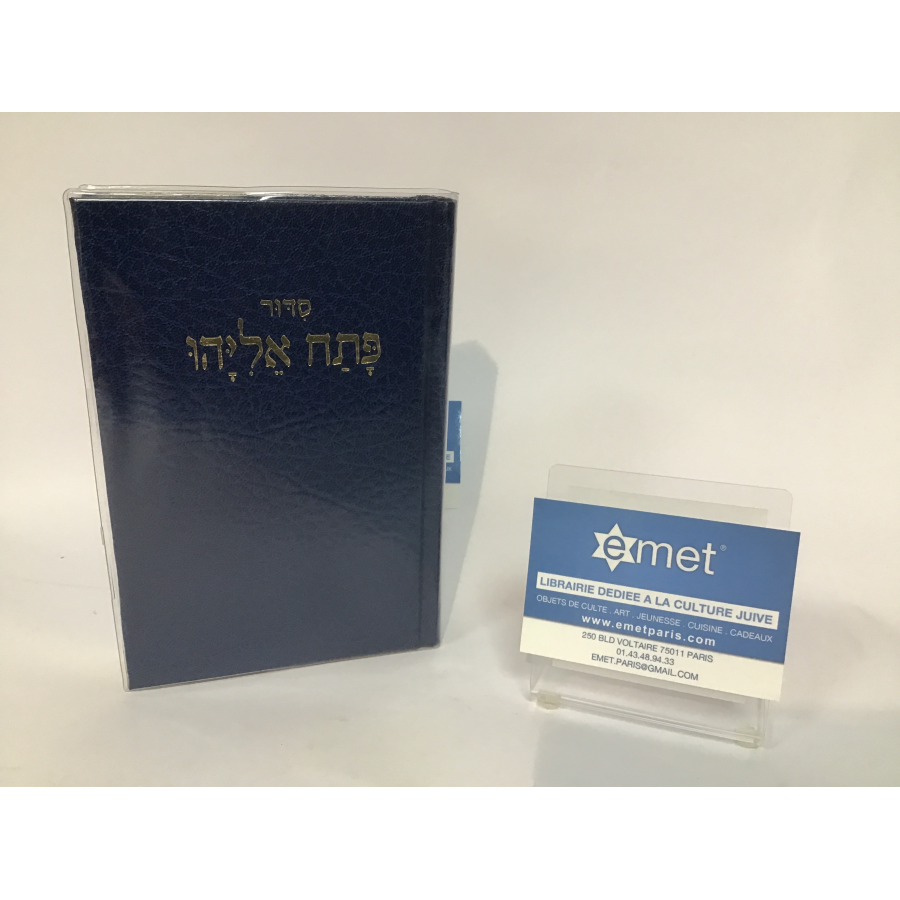 סִדּוּר
פָּתַח אֵלִיָּהוּ
emet®
LIBRAIRIE DEDIEE A LA CULTURE JUIVE
OBJETS DE CULTE . ART . JEUNESSE . CUISINE . CADEAUX
www.emetparis.com
250 BLD VOLTAIRE 75011 PARIS
01.43.48.94.33
EMET.PARIS@GMAIL.COM